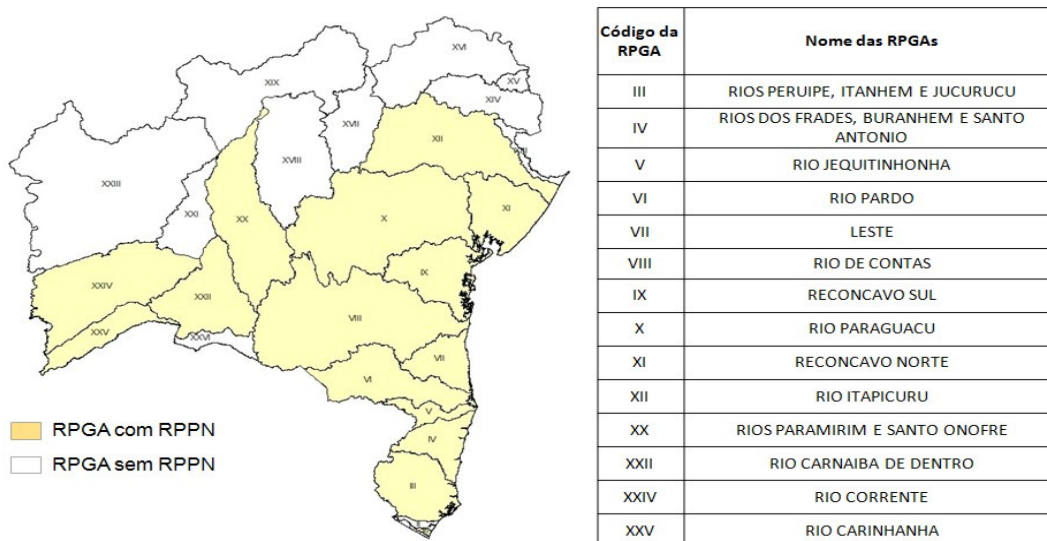 XVI
XIX
XV
XIV
XVII
XII
XVIII
XXIII
XXI
XX
X
XI
IX
XXIV
XXII
VIII
XXV
XXVI
VII
VI
V
IV
III
RPGA com RPPN
RPGA sem RPPN
Código da
RPGA
Nome das RPGAs
III
RIOS PERUIPE, ITANHEM E JUCURUCU
IV
RIOS DOS FRADES, BURANHEM E SANTO
ANTONIO
V
RIO JEQUITINHONHA
VI
RIO PARDO
VII
LESTE
VIII
RIO DE CONTAS
IX
RECONCAVO SUL
X
RIO PARAGUACU
XI
RECONCAVO NORTE
XII
RIO ITAPICURU
XX
RIOS PARAMIRIM E SANTO ONOFRE
XXII
RIO CARNAIBA DE DENTRO
XXIV
RIO CORRENTE
XXV
RIO CARINHANHA